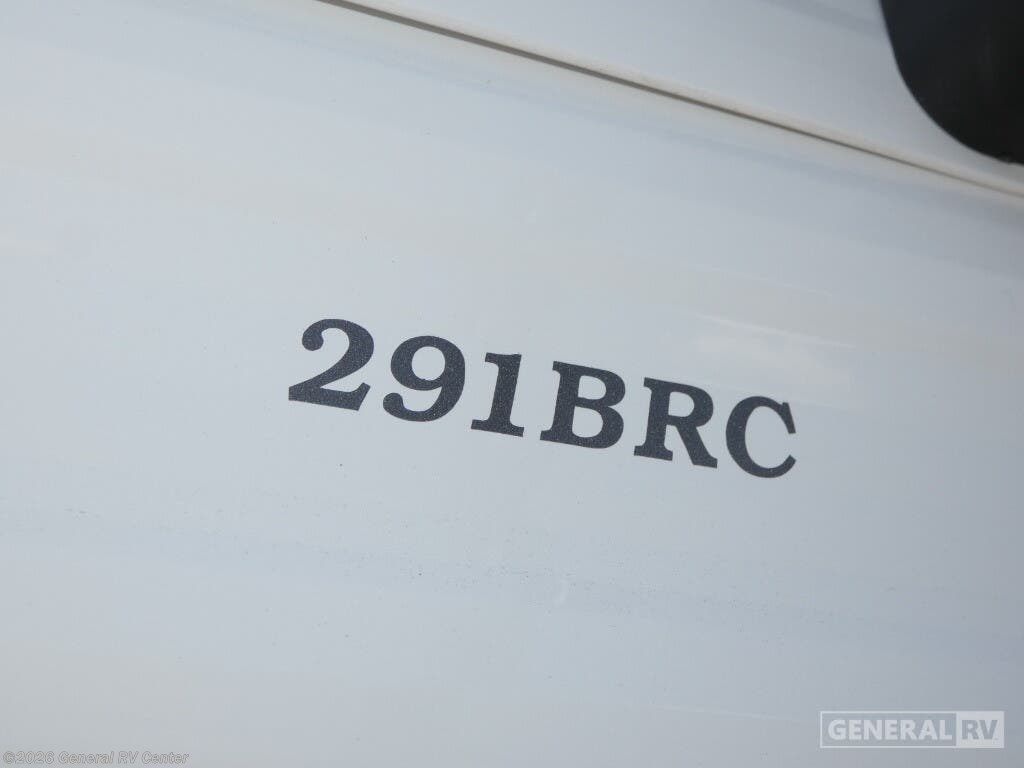 291BRC
GENERAL RV
©2026 General RV Center